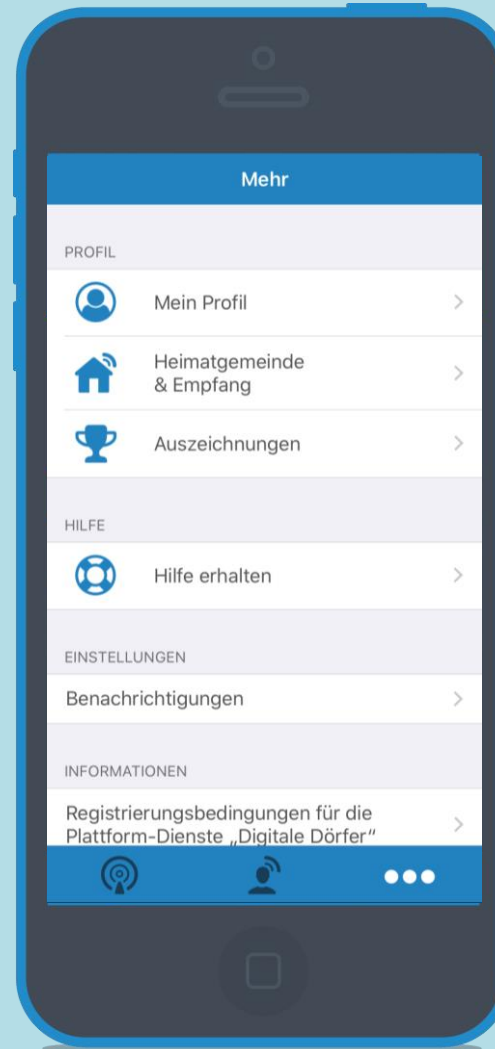 Mehr
PROFIL
Mein Profil
Heimatgemeinde
& Empfang
Auszeichnungen
HILFE
Hilfe erhalten
EINSTELLUNGEN
Benachrichtigungen
INFORMATIONEN
Registrierungsbedingungen für die
Plattform-Dienste „Digitale Dörfer“